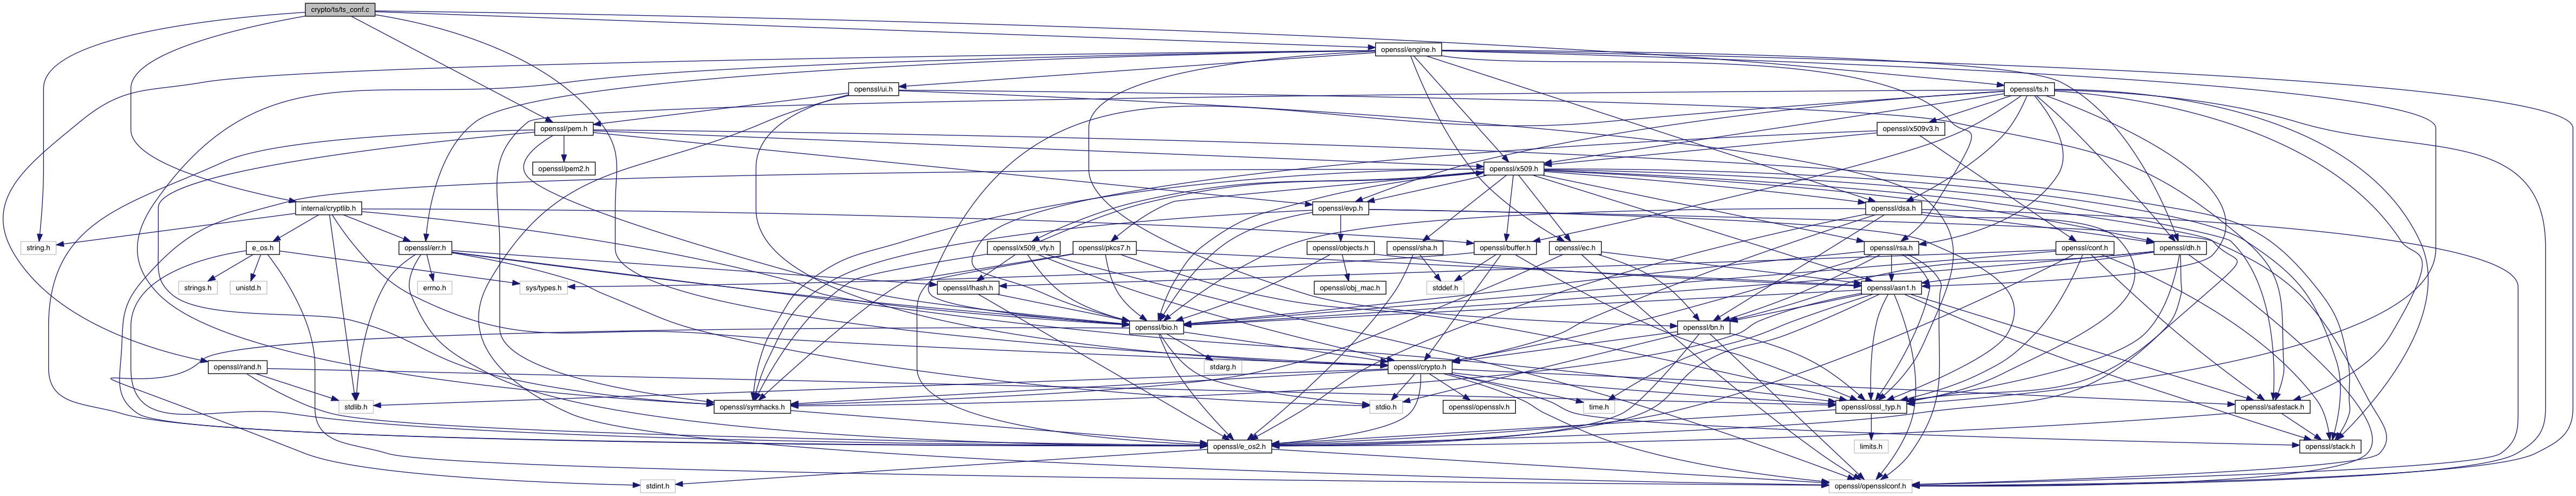 crypto/ts/ts_conf.c
openssl/engine.h
openssl/ui.h
openssl/ts.h
openssl/pem.h
openssl/x509v3.h
openssl/pem2.h
openssl/x509.h
internal/cryptlib.h
openssl/evp.h
openssl/dsa.h
string.h
e_os.h
openssl/err.h
openssl/x509_vfy.h
openssl/pkcs7.h
openssl/objects.h
openssl/sha.h
openssl/buffer.h
openssl/ec.h
openssl/rsa.h
openssl/conf.h
openssl/dh.h
strings.h
unistd.h
errno.h
sys/types.h
openssl/lhash.h
openssl/obj_mac.h
stddef.h
openssl/asn1.h
openssl/bio.h
openssl/bn.h
openssl/rand.h
stdarg.h
openssl/crypto.h
stdlib.h
openssl/symhacks.h
stdio.h
openssl/opensslv.h
time.h
openssl/ossl_typ.h
openssl/safestack.h
openssl/e_os2.h
limits.h
openssl/stack.h
stdint.h
openssl/opensslconf.h